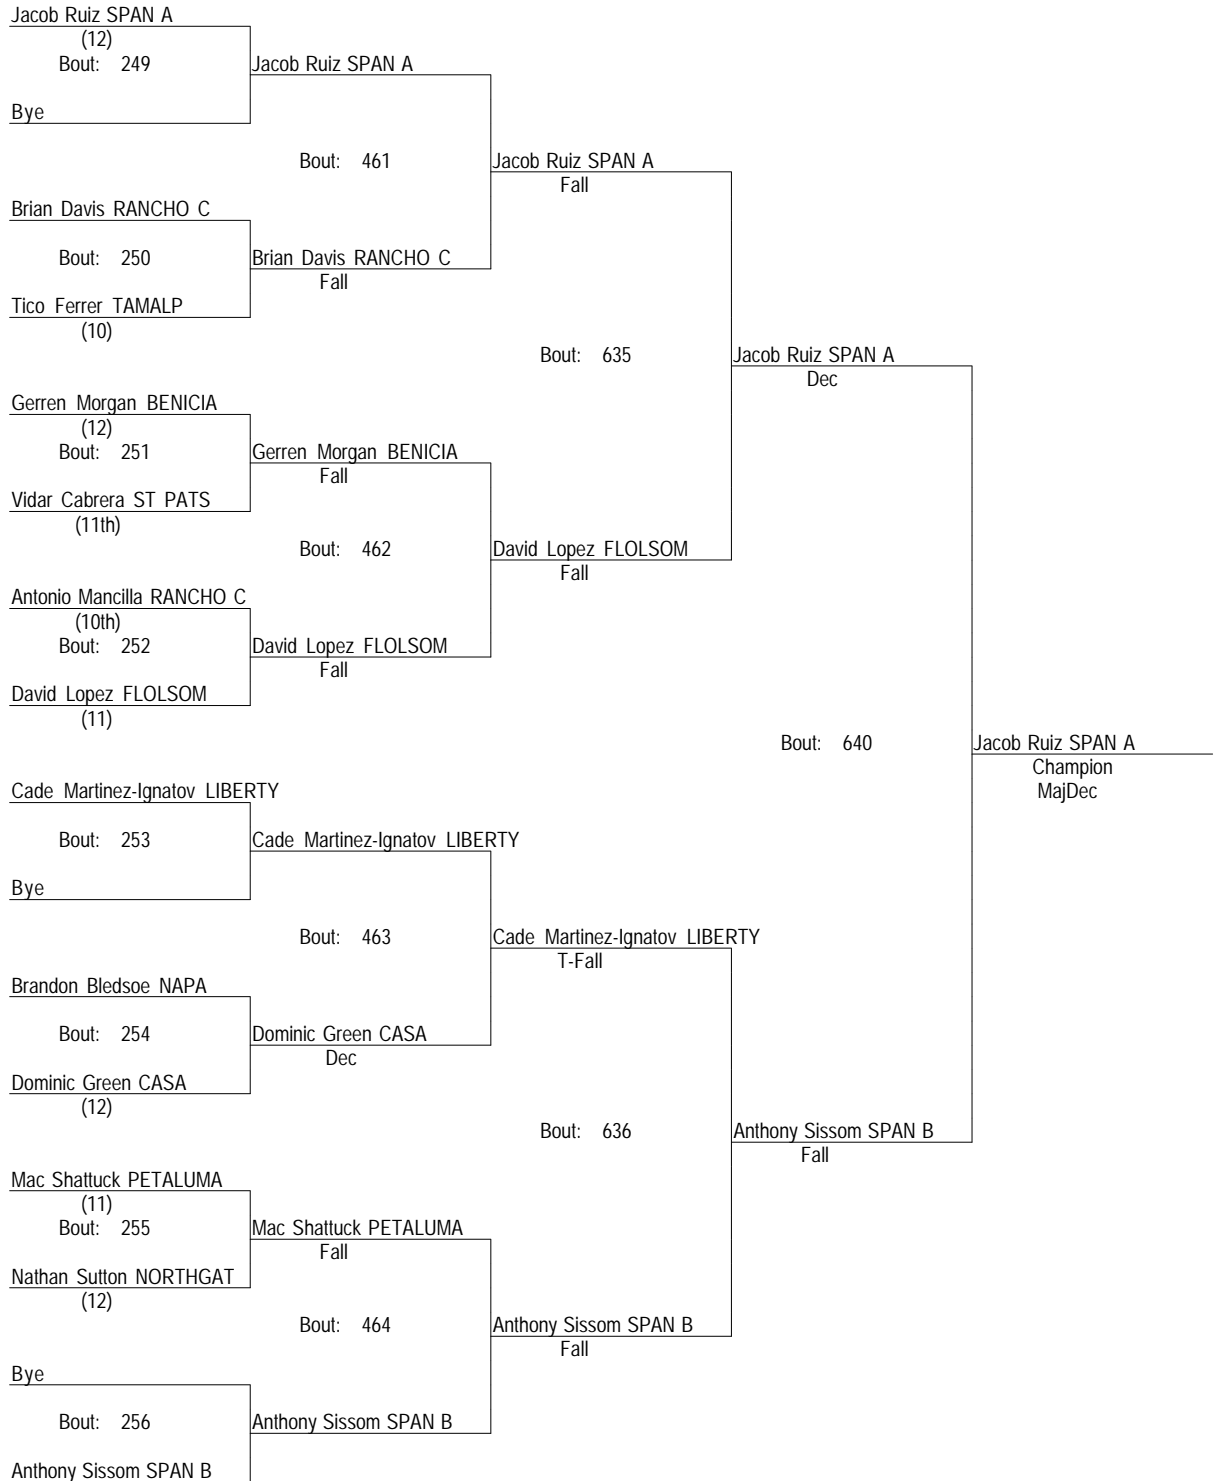 Jacob Ruiz SPAN A
(12)
Bout: 249
Jacob Ruiz SPAN A
Bye
Bout: 461
Jacob Ruiz SPAN A
Fall
Brian Davis RANCHO C
Bout: 250
Brian Davis RANCHO C
Fall
Tico Ferrer TAMALP
(10)
Bout: 635
Jacob Ruiz SPAN A
Dec
Gerren Morgan BENICIA
(12)
Bout: 251
Gerren Morgan BENICIA
Fall
Vidar Cabrera ST PATS
(11th)
Bout: 462
David Lopez FLOLSOM
Fall
Antonio Mancilla RANCHO C
(10th)
Bout: 252
David Lopez FLOLSOM
Fall
David Lopez FLOLSOM
(11)
Bout: 640
Jacob Ruiz SPAN A
Champion
MajDec
Cade Martinez-Ignatov LIBERTY
Bout: 253
Cade Martinez-Ignatov LIBERTY
Bye
Bout: 463
Cade Martinez-Ignatov LIBERTY
T-Fall
Brandon Bledsoe NAPA
Bout: 254
Dominic Green CASA
Dec
Dominic Green CASA
(12)
Bout: 636
Anthony Sissom SPAN B
Fall
Mac Shattuck PETALUMA
(11)
Bout: 255
Mac Shattuck PETALUMA
Fall
Nathan Sutton NORTHGAT
(12)
Bout: 464
Anthony Sissom SPAN B
Fall
Bye
Bout: 256
Anthony Sissom SPAN B
Anthony Sissom SPAN B